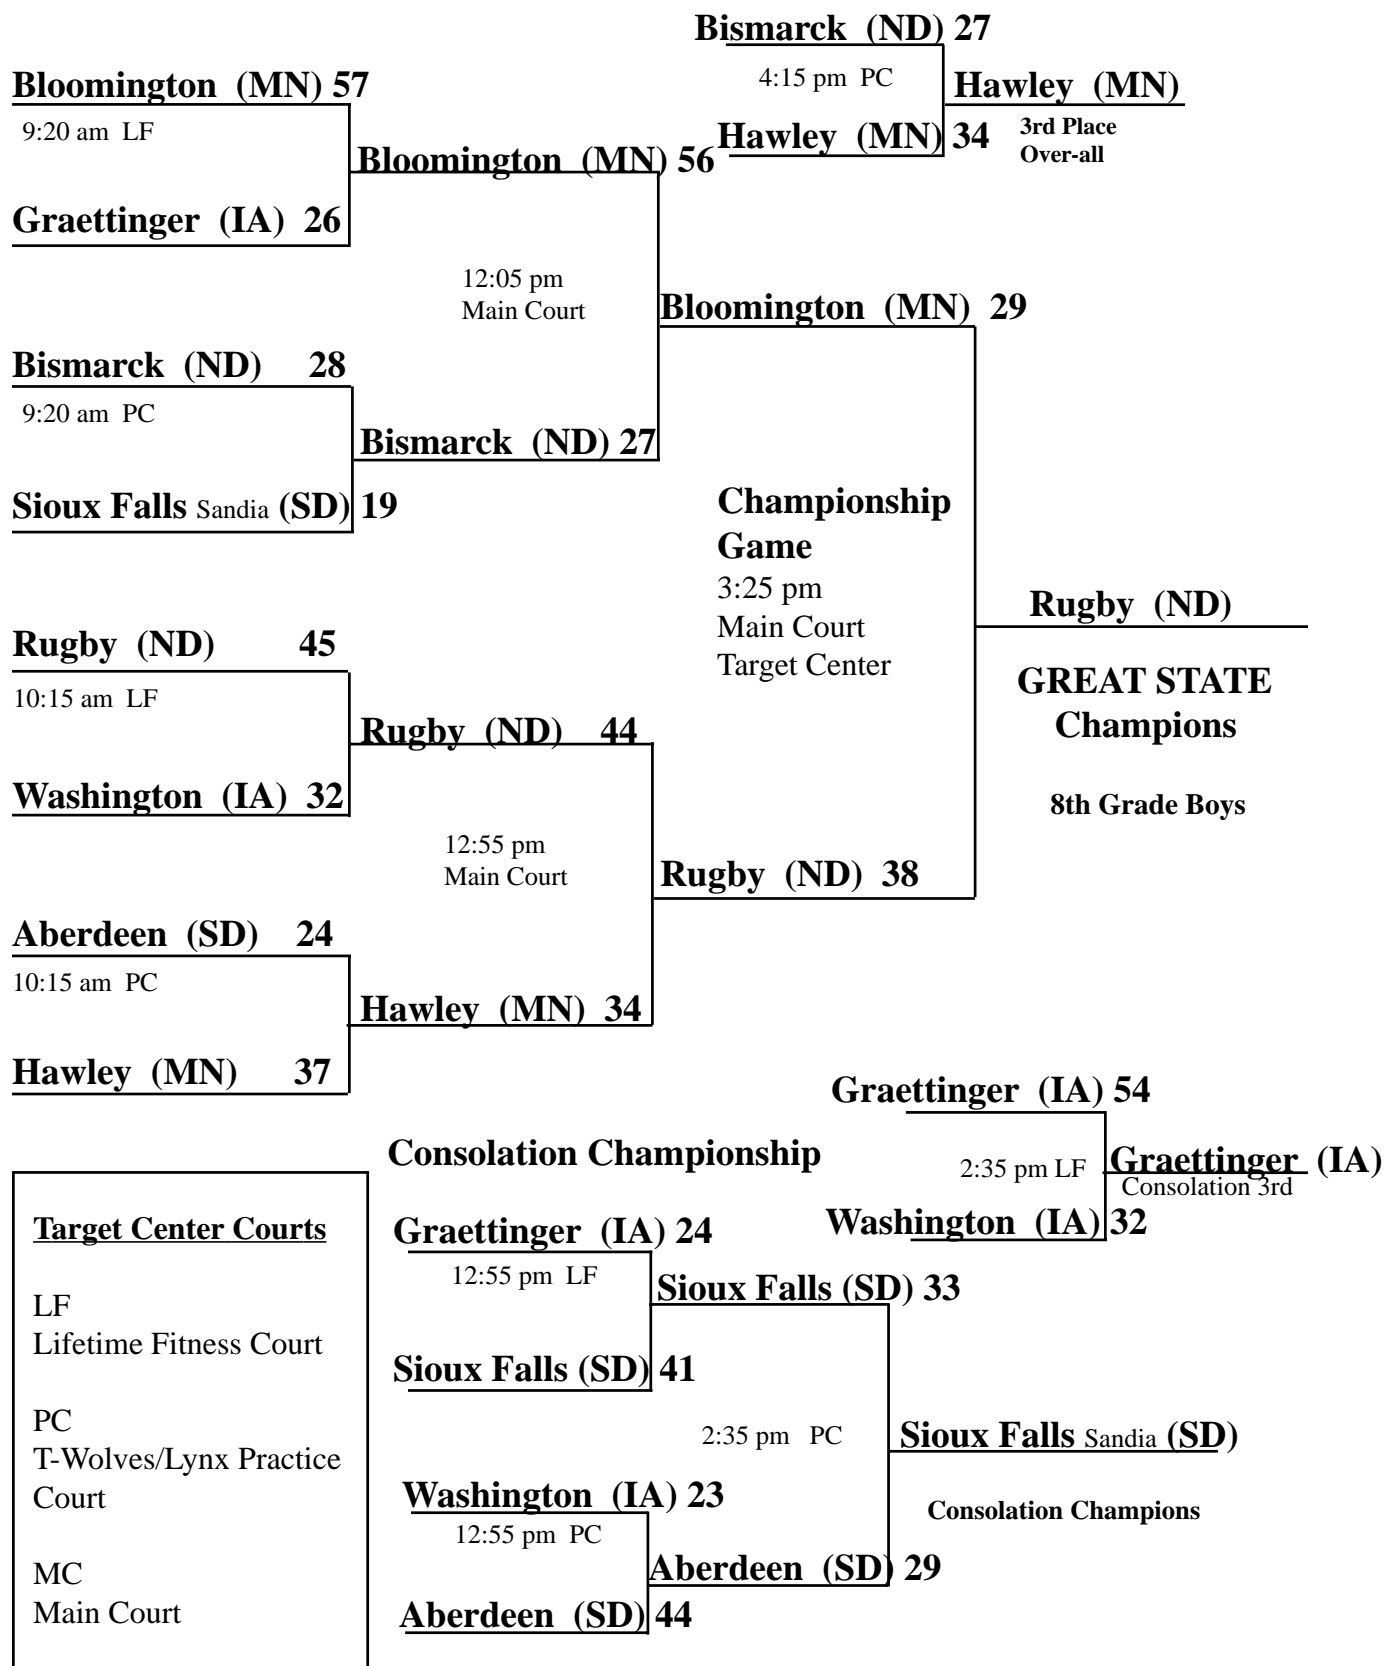 Bismarck (ND) 27
4:15 pm PC
Hawley (MN)
Hawley (MN) 34
3rd Place
Over-all
Bloomington (MN) 57
9:20 am LF
Bloomington (MN) 56
Graettinger (IA) 26
12:05 pm
Main Court
Bloomington (MN) 29
Bismarck (ND) 28
9:20 am PC
Bismarck (ND) 27
Sioux Falls Sandia (SD) 19
Championship
Game
3:25 pm
Main Court
Target Center
Rugby (ND)
GREAT STATE
Champions
8th Grade Boys
Rugby (ND) 45
10:15 am LF
Rugby (ND) 44
Washington (IA) 32
12:55 pm
Main Court
Rugby (ND) 38
Aberdeen (SD) 24
10:15 am PC
Hawley (MN) 34
Hawley (MN) 37
Graettinger (IA) 54
2:35 pm LF
Graettinger (IA)
Consolation 3rd
Washington (IA) 32
Consolation Championship
Graettinger (IA) 24
12:55 pm LF
Sioux Falls (SD) 33
Sioux Falls (SD) 41
2:35 pm PC
Sioux Falls Sandia (SD)
Consolation Champions
Washington (IA) 23
12:55 pm PC
Aberdeen (SD) 29
Aberdeen (SD) 44
Target Center Courts
LF
Lifetime Fitness Court
PC
T-Wolves/Lynx Practice
Court
MC
Main Court